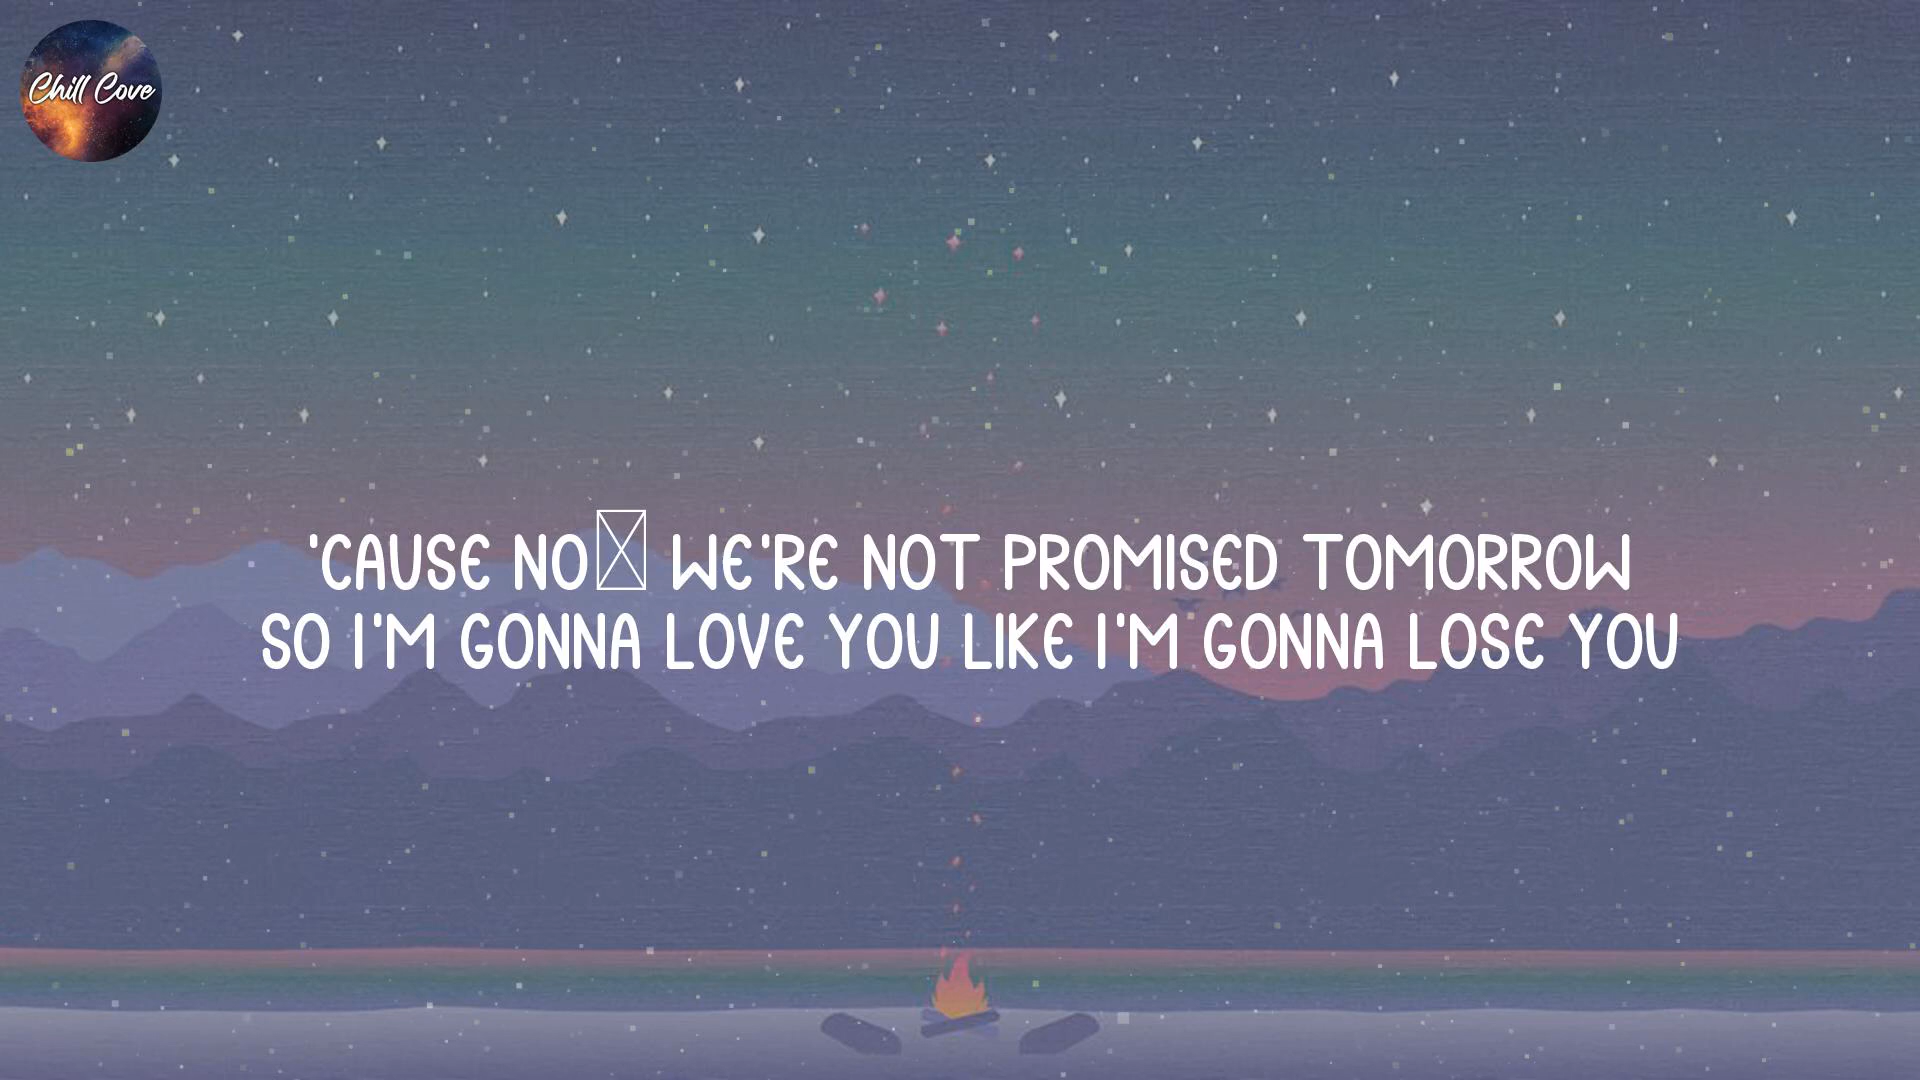 Chill Cove
'CAUSE NO☒ WE'RE NOT PROMISED TOMORROW
SO I'M GONNA LOVE YOU LIKE I'M GONNA LOSE YOU